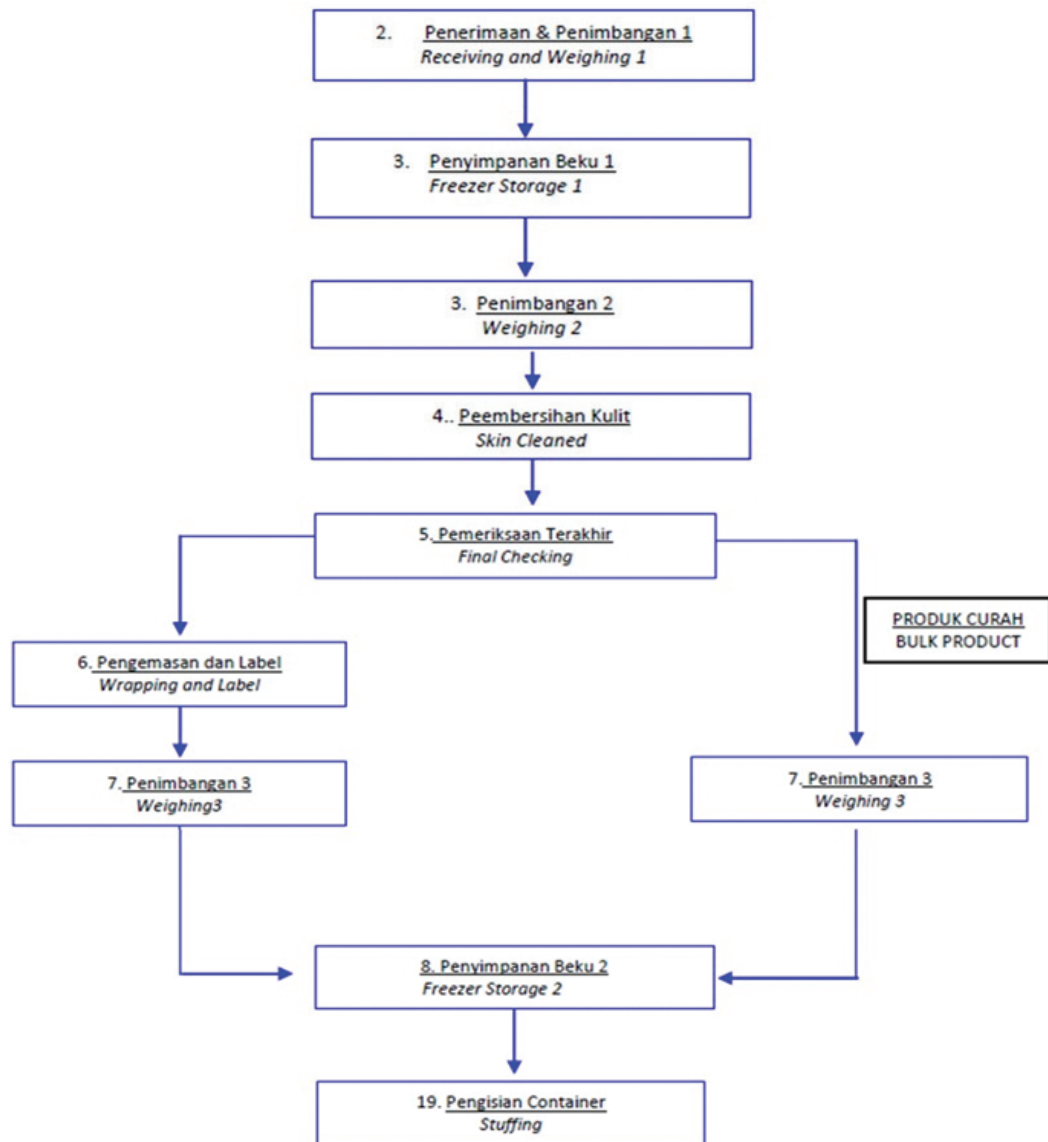 2. Penerimaan & Penimbangan 1
Receiving and Weighing 1
3. Penyimpanan Beku 1
Freezer Storage 1
3. Penimbangan 2
Weighing 2
4.. Peembersihan Kulit
Skin Cleaned
5. Pemeriksaan Terakhir
Final Checking
PRODUK CURAH
BULK PRODUCT
6. Pengemasan dan Label
Wrapping and Label
7. Penimbangan 3
Weighing3
7. Penimbangan 3
Weighing 3
8. Penyimpanan Beku 2
Freezer Storage 2
19. Pengisian Container
Stuffing